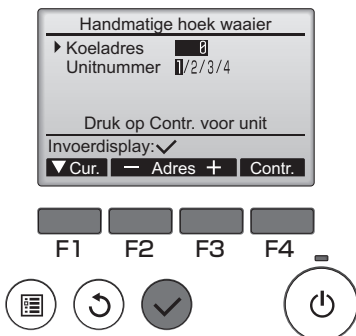 Handmatige hoek waaier
Koeladres 0
Unitnummer 1/2/3/4
Druk op Contr. voor unit
Invoerdisplay:✓
▼ Cur. − Adres + Contr.
F1 F2 F3 F4